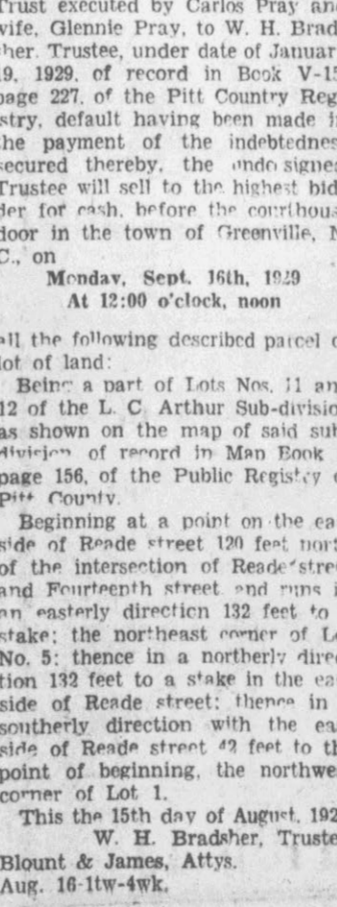 Trust executed by Carlos Pray an
wife, Glennie Pray, to W. H. Brad
her. Trustee, under date of Januar
9, 1929, of record in Book V-15
page 227, of the Pitt Country Reg
stry, default having been made i
he payment of the indebtednes
ecured thereby, the undersigne
Trustee will sell to the highest bid
der for cash, before the courthou
door in the town of Greenville, N
C., on
Monday, Sept. 16th, 1929
At 12:00 o'clock, noon
all the following described parcel o
lot of land:
Being a part of Lots Nos. 11 an
12 of the L. C Arthur Sub-division
as shown on the map of said sub
division of record in Map Book
page 156, of the Public Registry o
Pitt County.
Beginning at a point on the ea
side of Reade street 120 feet nort
of the intersection of Reade stree
and Fourteenth street and runs i
an easterly direction 132 feet to
stake; the northeast corner of L
No. 5; thence in a northerly direc
tion 132 feet to a stake in the ea
side of Reade street; thence in
southerly direction with the ea
side of Reade street 42 feet to th
point of beginning, the northwe
corner of Lot 1.
This the 15th day of August, 192
W. H. Bradsher, Truste
Blount & James, Attys.
Aug. 16-1tw-4wk.